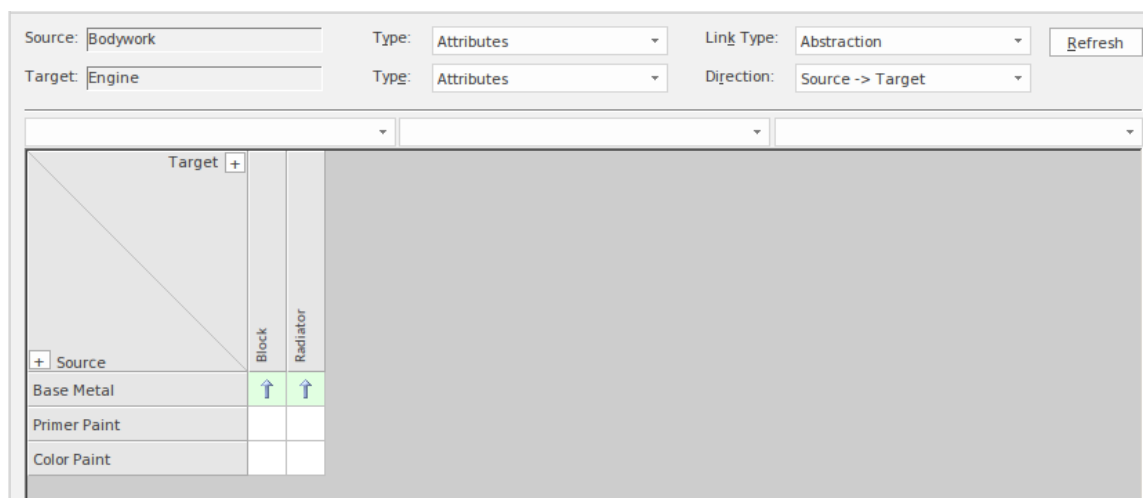 Source: Bodywork Type: Attributes Link Type: Abstraction Refresh
Target: Engine Type: Attributes Direction: Source -> Target
Target +
Block
Radiator
+ Source
Base Metal
Primer Paint
Color Paint